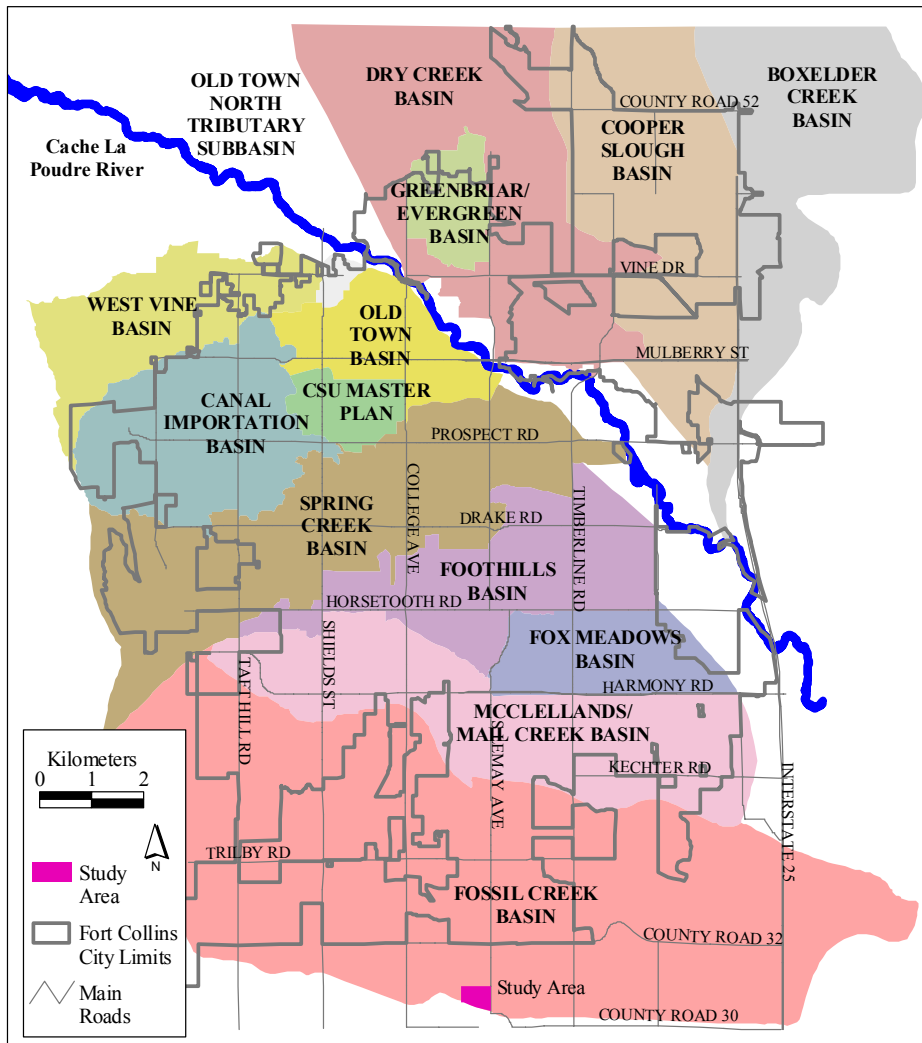 OLD TOWN
NORTH
TRIBUTARY
SUBBASIN
DRY CREEK
BASIN
BOXELDER
CREEK
BASIN
COUNTY ROAD 52
COOPER
SLOUGH
BASIN
Cache La
Poudre River
GREENBRIAR/
EVERGREEN
BASIN
VINE DR
WEST VINE
BASIN
OLD
TOWN
BASIN
MULBERRY ST
CSU MASTER
PLAN
CANAL
IMPORTATION
BASIN
PROSPECT RD
COLLEGE AVE
TIMBERLINE RD
SPRING
CREEK
BASIN
DRAKE RD
FOOTHILLS
BASIN
HORSETOOTH RD
SHIELDS ST
TAFT HILL RD
FOX MEADOWS
BASIN
HARMONY RD
MCCLELLANDS/
MAIL CREEK BASIN
LEMAY AVE
KECHTER RD
INTERSTATE 25
TRILBY RD
FOSSIL CREEK
BASIN
COUNTY ROAD 32
Study Area
COUNTY ROAD 30
Kilometers
0 1 2
N
Study
Area
Fort Collins
City Limits
Main
Roads